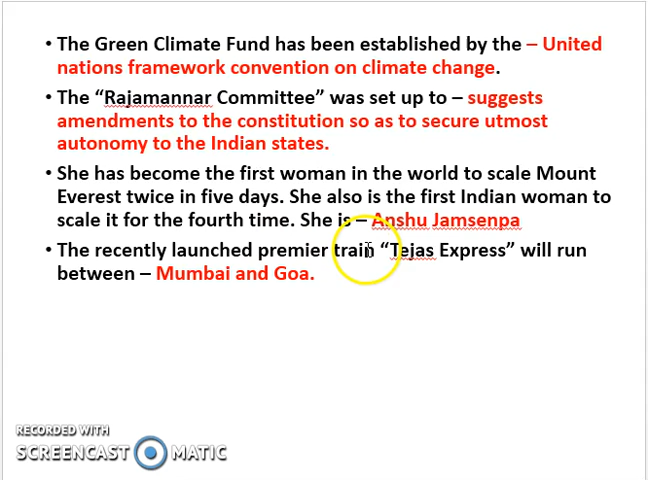 • The Green Climate Fund has been established by the – United
nations framework convention on climate change.
• The “Rajamannar Committee” was set up to – suggests
amendments to the constitution so as to secure utmost
autonomy to the Indian states.
• She has become the first woman in the world to scale Mount
Everest twice in five days. She also is the first Indian woman to
scale it for the fourth time. She is – Anshu Jamsenpa
• The recently launched premier train “Tejas Express” will run
between – Mumbai and Goa.
RECORDED WITH
SCREENCAST MATIC